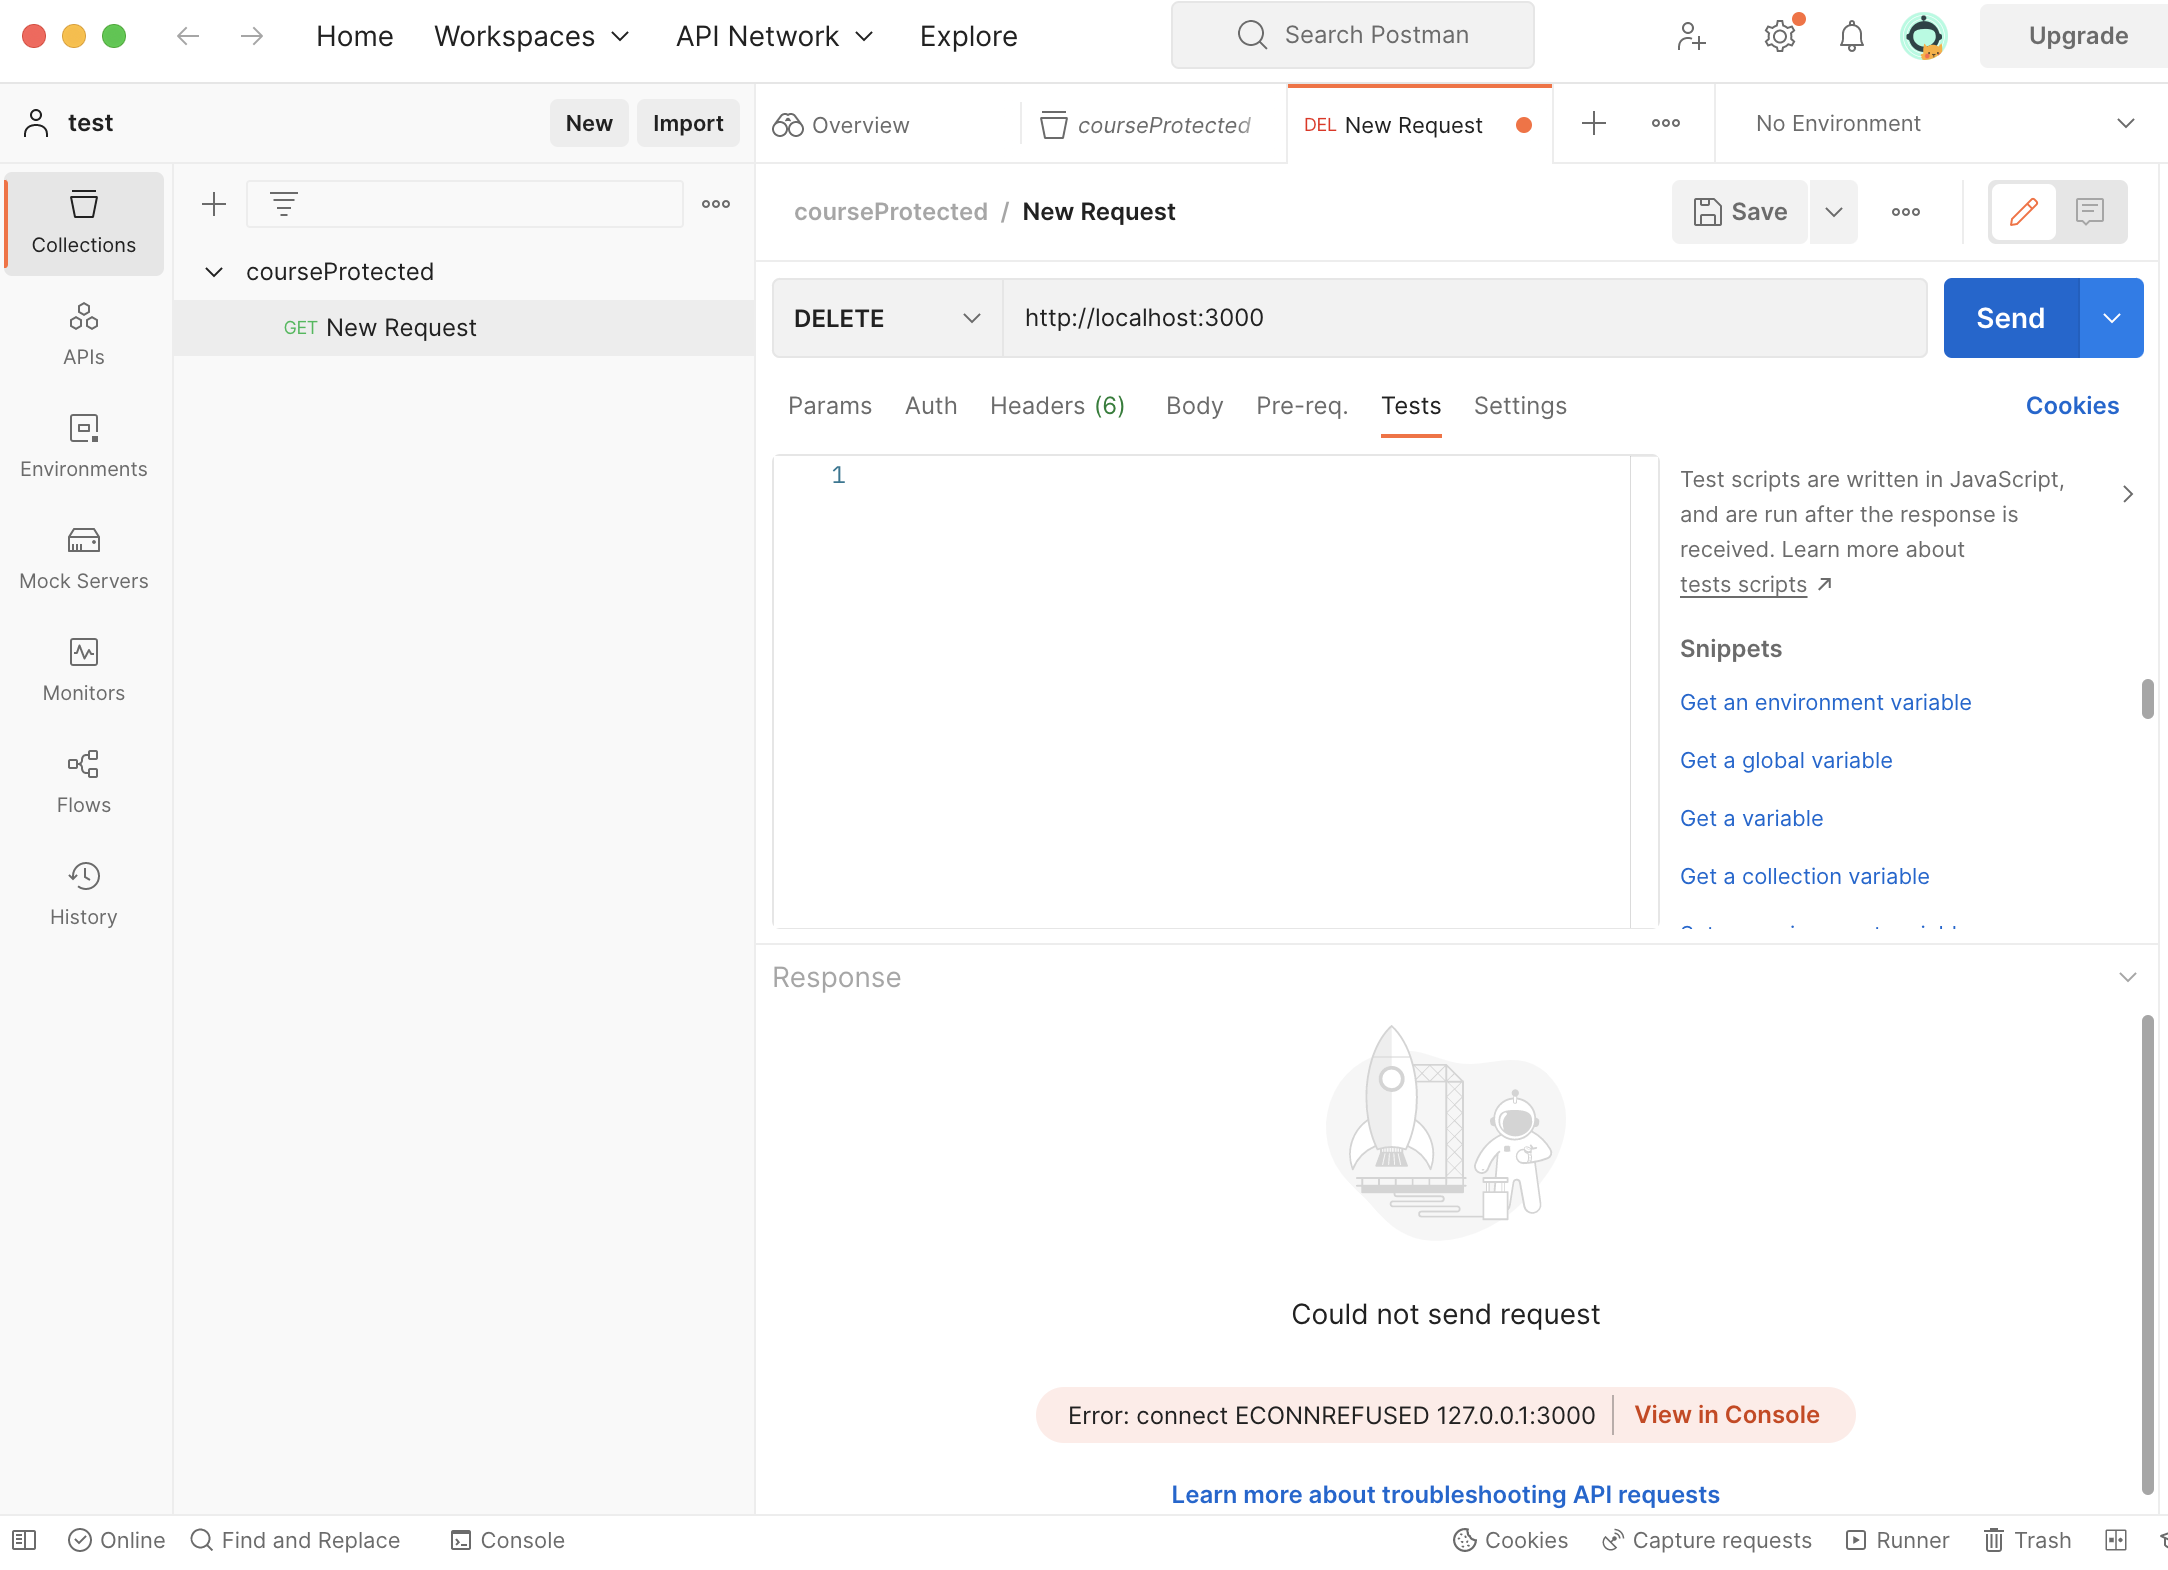 Home
Workspaces
API Network
Explore
Search Postman
Upgrade
test
New
Import
Overview
courseProtected
DEL New Request
No Environment
Collections
APIs
Environments
Mock Servers
Monitors
Flows
History
courseProtected
GET New Request
courseProtected / New Request
Save
DELETE
http://localhost:3000
Send
Params
Auth
Headers (6)
Body
Pre-req.
Tests
Settings
Cookies
1
Test scripts are written in JavaScript,
and are run after the response is
received. Learn more about
tests scripts
Snippets
Get an environment variable
Get a global variable
Get a variable
Get a collection variable
Response
Could not send request
Error: connect ECONNREFUSED 127.0.0.1:3000
View in Console
Learn more about troubleshooting API requests
Online
Find and Replace
Console
Cookies
Capture requests
Runner
Trash